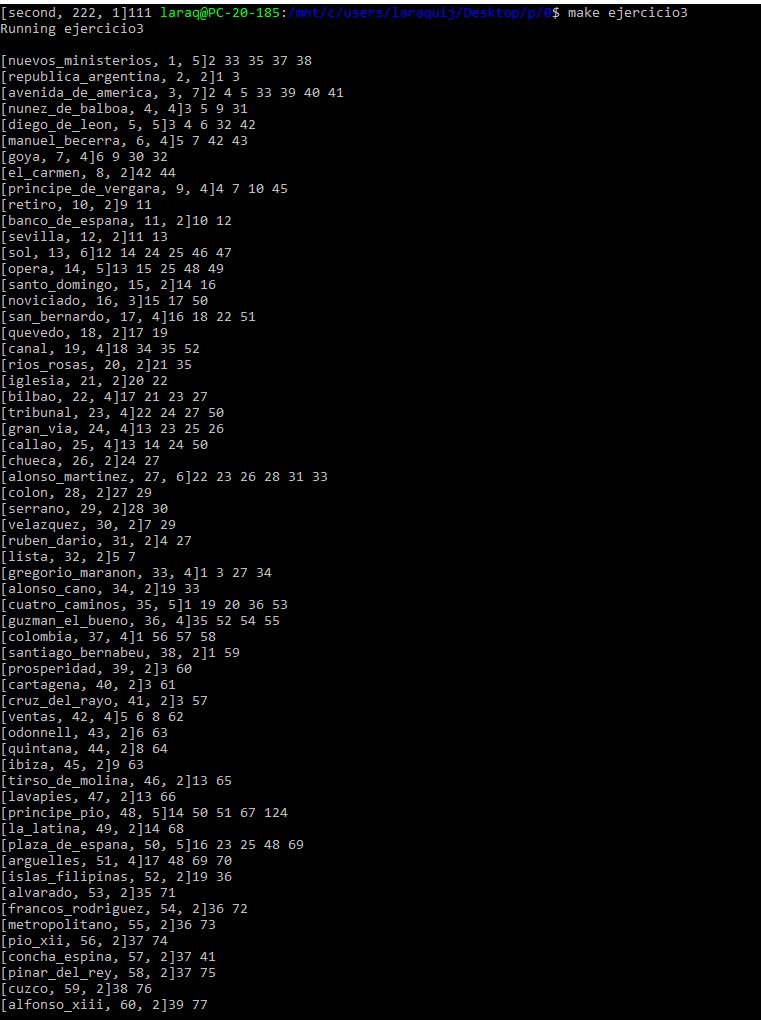 [second, 222, 1]111 laraq@PC-20-185:/mnt/c/users/laraquij/Desktop/p/0$ make ejercicio3
Running ejercicio3
[nuevos_ministerios, 1, 5]2 33 35 37 38
[republica_argentina, 2, 2]1 3
[avenida_de_america, 3, 7]2 4 5 33 39 40 41
[nunez_de_balboa, 4, 4]3 5 9 31
[diego_de_leon, 5, 5]3 4 6 32 42
[manuel_becerra, 6, 4]5 7 42 43
[goya, 7, 4]6 9 30 32
[el_carmen, 8, 2]42 44
[principe_de_vergara, 9, 4]4 7 10 45
[retiro, 10, 2]9 11
[banco_de_espana, 11, 2]10 12
[sevilla, 12, 2]11 13
[sol, 13, 6]12 14 24 25 46 47
[opera, 14, 5]13 15 25 48 49
[santo_domingo, 15, 2]14 16
[noviciado, 16, 3]15 17 50
[san_bernardo, 17, 4]16 18 22 51
[quevedo, 18, 2]17 19
[canal, 19, 4]18 34 35 52
[rios_rosas, 20, 2]21 35
[iglesia, 21, 2]20 22
[bilbao, 22, 4]17 21 23 27
[tribunal, 23, 4]22 24 27 50
[gran_via, 24, 4]13 23 25 26
[callao, 25, 4]13 14 24 50
[chueca, 26, 2]24 27
[alonso_martinez, 27, 6]22 23 26 28 31 33
[colon, 28, 2]27 29
[serrano, 29, 2]28 30
[velazquez, 30, 2]7 29
[ruben_dario, 31, 2]4 27
[lista, 32, 2]5 7
[gregorio_maranon, 33, 4]1 3 27 34
[alonso_cano, 34, 2]19 33
[cuatro_caminos, 35, 5]1 19 20 36 53
[guzman_el_bueno, 36, 4]35 52 54 55
[colombia, 37, 4]1 56 57 58
[santiago_bernabeu, 38, 2]1 59
[prosperidad, 39, 2]3 60
[cartagena, 40, 2]3 61
[cruz_del_rayo, 41, 2]3 57
[ventas, 42, 4]5 6 8 62
[odonnell, 43, 2]6 63
[quintana, 44, 2]8 64
[ibiza, 45, 2]9 63
[tirso_de_molina, 46, 2]13 65
[lavapies, 47, 2]13 66
[principe_pio, 48, 5]14 50 51 67 124
[la_latina, 49, 2]14 68
[plaza_de_espana, 50, 5]16 23 25 48 69
[arguelles, 51, 4]17 48 69 70
[islas_filipinas, 52, 2]19 36
[alvarado, 53, 2]35 71
[francos_rodriguez, 54, 2]36 72
[metropolitano, 55, 2]36 73
[pio_xii, 56, 2]37 74
[concha_espina, 57, 2]37 41
[pinar_del_rey, 58, 2]37 75
[cuzco, 59, 2]38 76
[alfonso_xiii, 60, 2]39 77